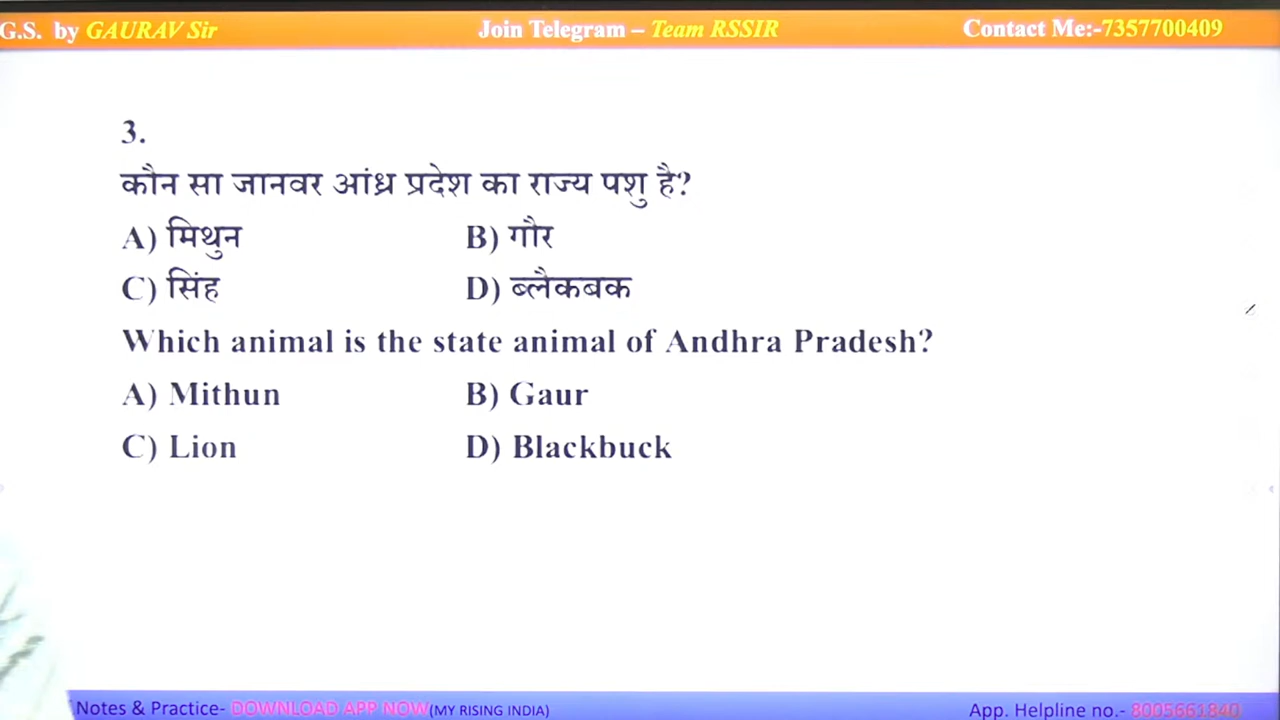 G.S. by GAURAV Sir
Join Telegram – Team RSSIR
Contact Me:-7357700409
3.
कौन सा जानवर आंध्र प्रदेश का राज्य पशु है?
A) मिथुन B) गौर
C) सिंह D) ब्लैकबक
Which animal is the state animal of Andhra Pradesh?
A) Mithun B) Gaur
C) Lion D) Blackbuck
Notes & Practice- DOWNLOAD APP NOW(MY RISING INDIA)
App. Helpline no.- 8005661840